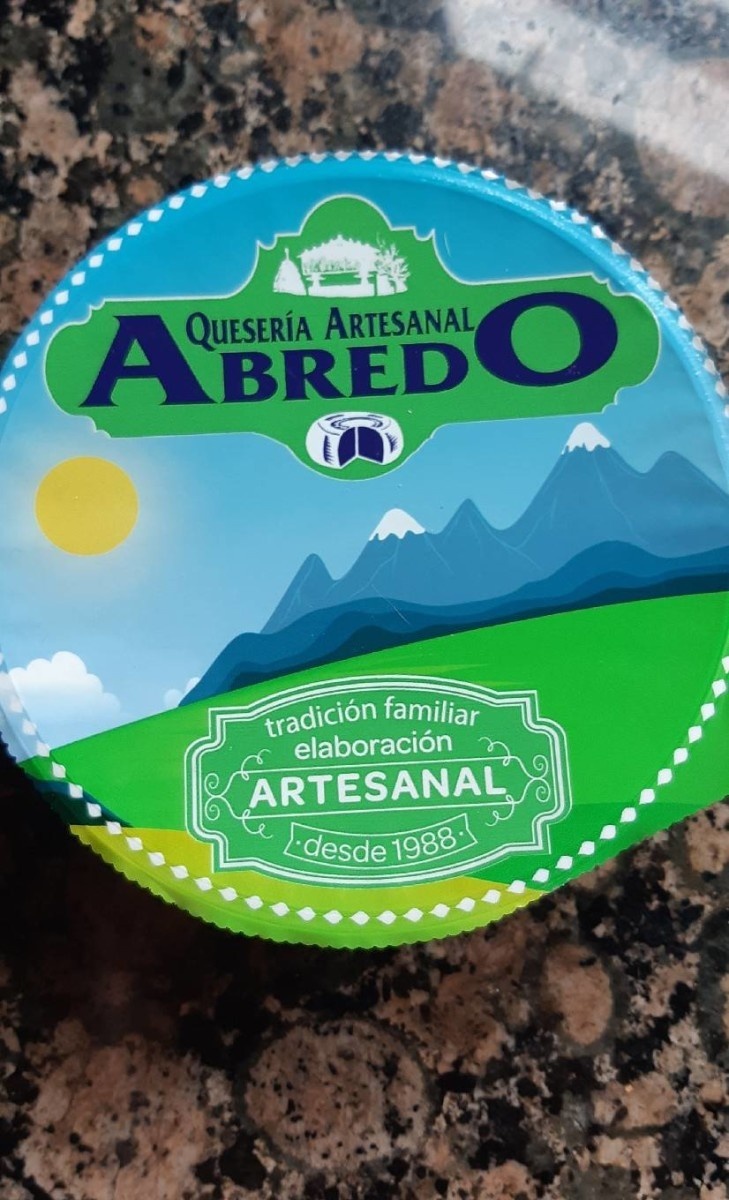 QUESERÍA ARTESANAL
ABREDO
tradición familiar
elaboración
ARTESANAL
·desde 1988·